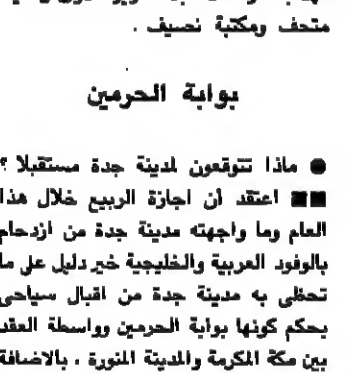 متحف ومكتبة نصيف .
بوابة الحرمين
● ماذا تتوقعون لمدينة جدة مستقبلا ؟
■■ اعتقد أن اجازة الربيع خلال هذا
العام وما واجهته مدينة جدة من ازدحام
بالوفود العربية والخليجية خير دليل على ما
تحظى به مدينة جدة من اقبال سياحى
بحكم كونها بوابة الحرمين وواسطة العقد
بين مكة المكرمة والمدينة المنورة ، بالاضافة